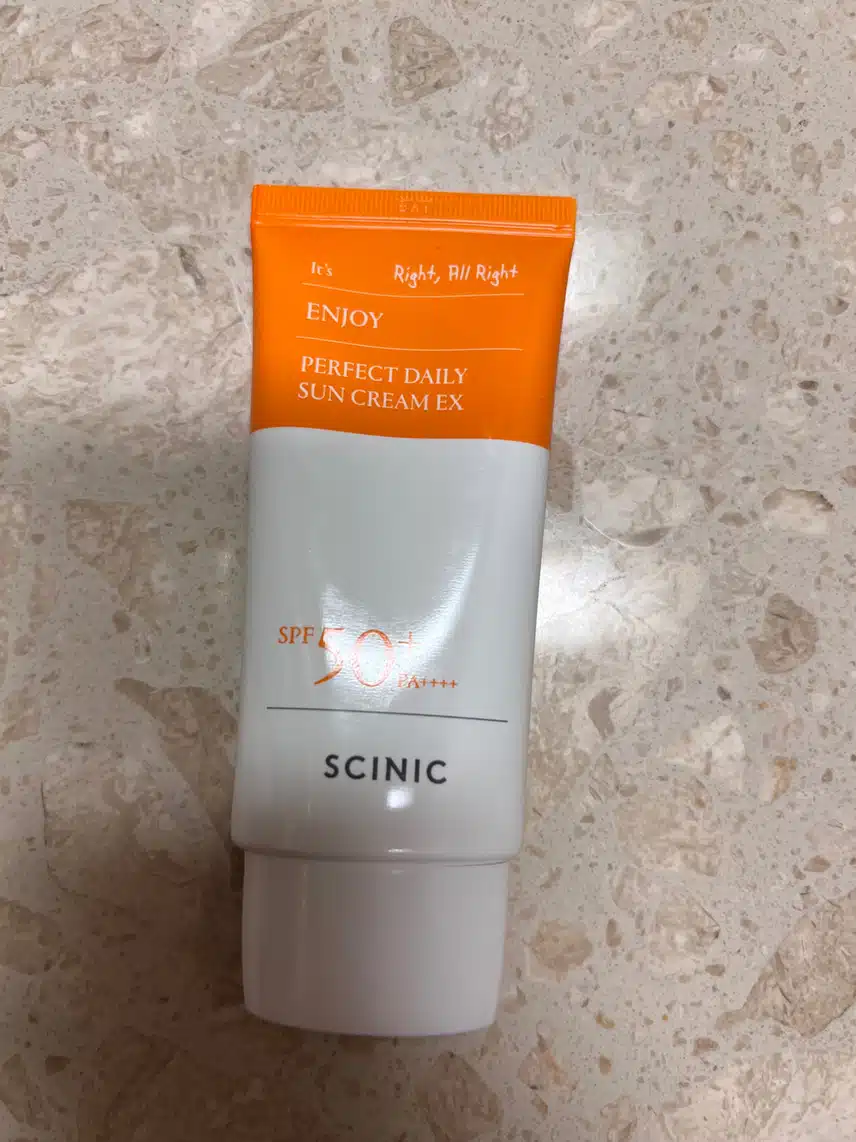 It's Right, All Right
ENJOY
PERFECT DAILY
SUN CREAM EX
SPF 50+
PA++++
SCINIC